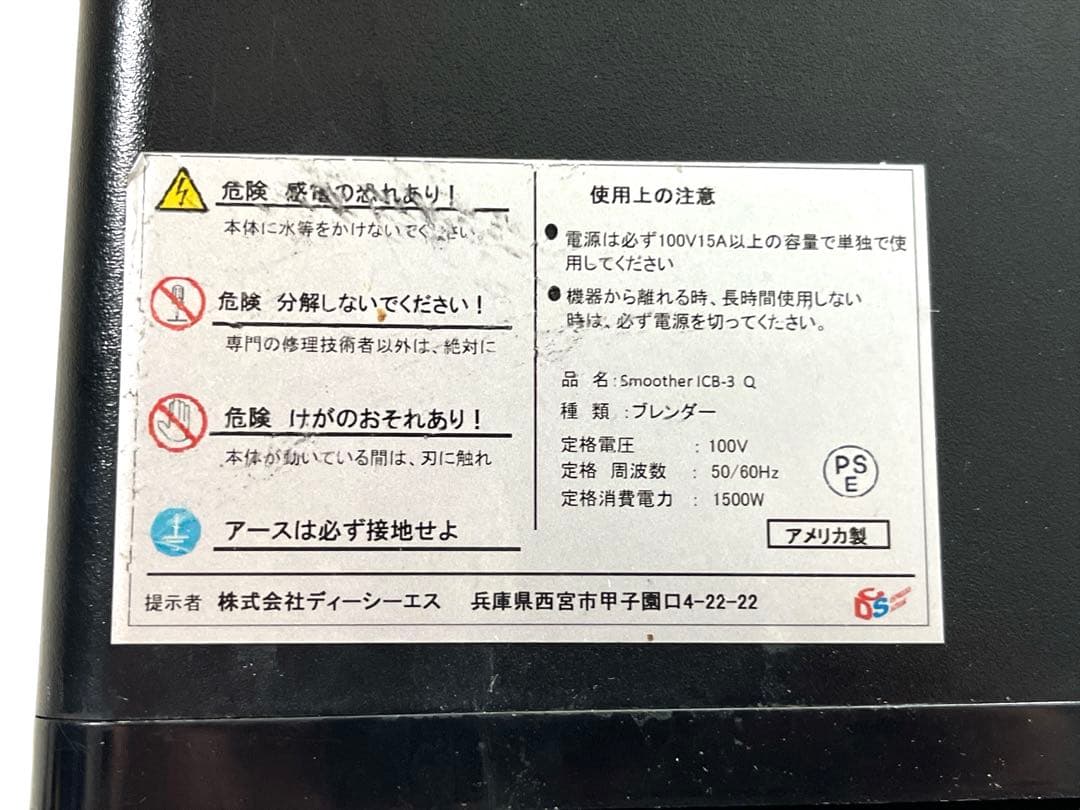 危険 感電の恐れあり！
本体に水等をかけないでください。
危険 分解しないでください！
専門の修理技術者以外は、絶対に
危険 けがのおそれあり！
本体が動いている間は、刃に触れ
アースは必ず接地せよ
使用上の注意
● 電源は必ず100V15A以上の容量で単独で使
用してください
● 機器から離れる時、長時間使用しない
時は、必ず電源を切ってください。
品 名：Smoother ICB-3 Q
種 類：ブレンダー
定格電圧 ：100V
定格 周波数 ：50/60Hz
定格消費電力 ：1500W
PS
E
アメリカ製
提示者 株式会社ディーシーエス 兵庫県西宮市甲子園口4-22-22
DCS